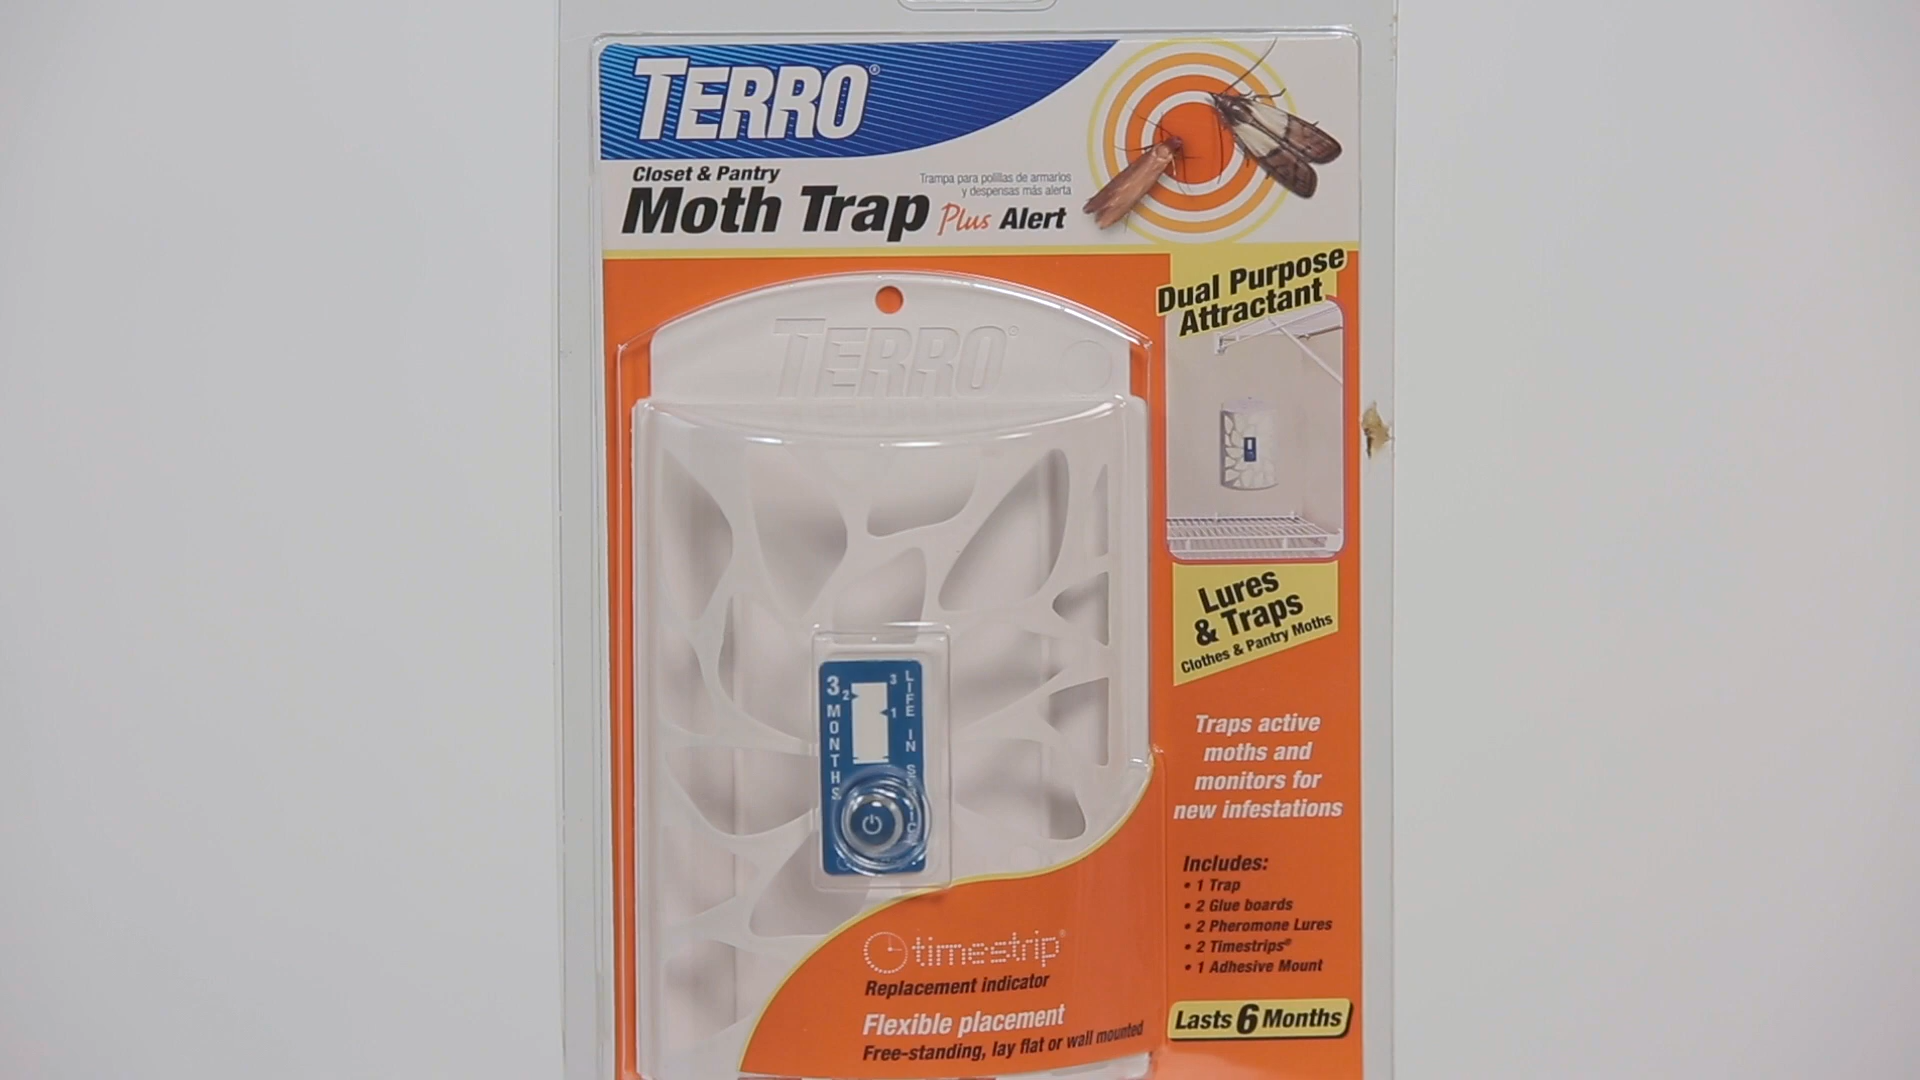 TERRO®
Closet & Pantry
Moth Trap Plus Alert
Trampa para polillas de armarios
y despensas más alerta
TERRO®
Dual Purpose
Attractant
Lures
& Traps
Clothes & Pantry Moths
3 MONTHS
2
3
1
LIFE IN
Traps active
moths and
monitors for
new infestations
Includes:
• 1 Trap
• 2 Glue boards
• 2 Pheromone Lures
• 2 Timestrips®
• 1 Adhesive Mount
Lasts 6 Months
timestrip®
Replacement indicator
Flexible placement
Free-standing, lay flat or wall mounted